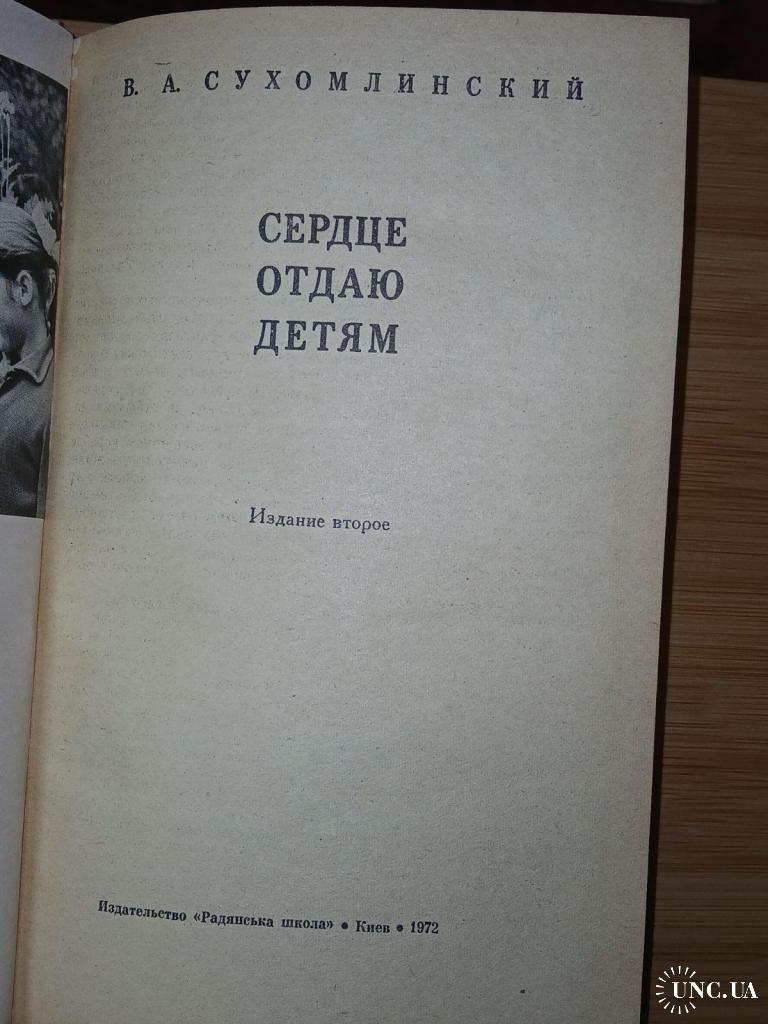 В. А. СУХОМЛИНСКИЙ
СЕРДЦЕ
ОТДАЮ
ДЕТЯМ
Издание второе
Издательство «Радянська школа» • Киев • 1972
UNC.UA